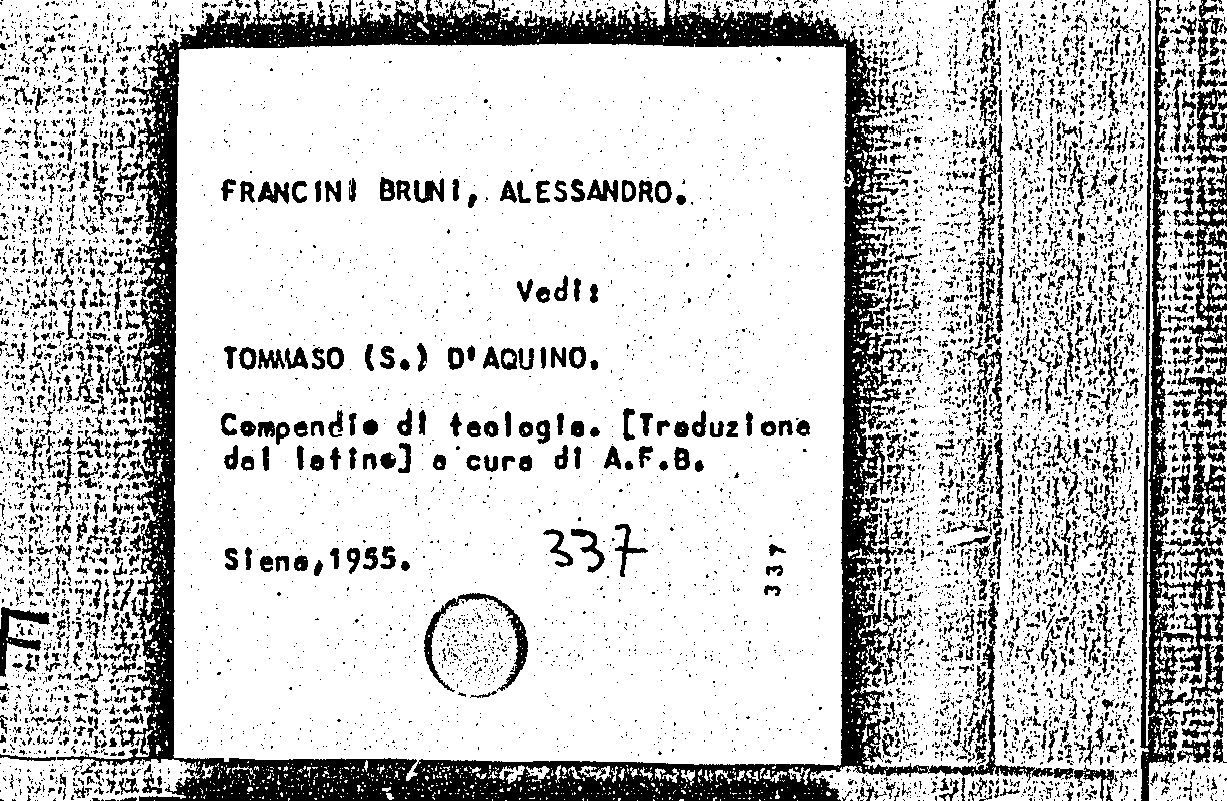 FRANCINI BRUNI, ALESSANDRO.
Vedi:
TOMMASO (S.) D'AQUINO.
Compendio di teologia. [Traduzione
dal latino] a cura di A.F.B.
Siena,1955.
337
337
F